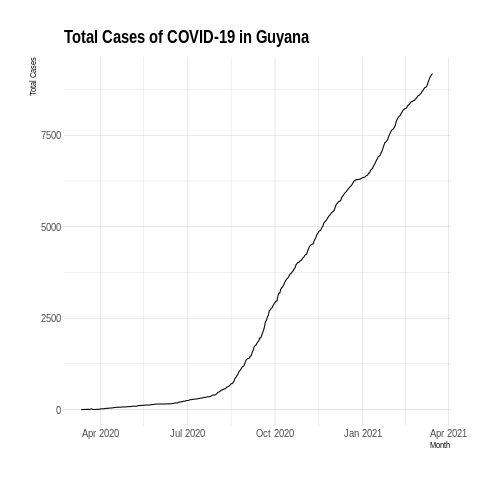 Total Cases of COVID-19 in Guyana
Total Cases
7500
5000
2500
0
Apr 2020 Jul 2020 Oct 2020 Jan 2021 Apr 2021
Month